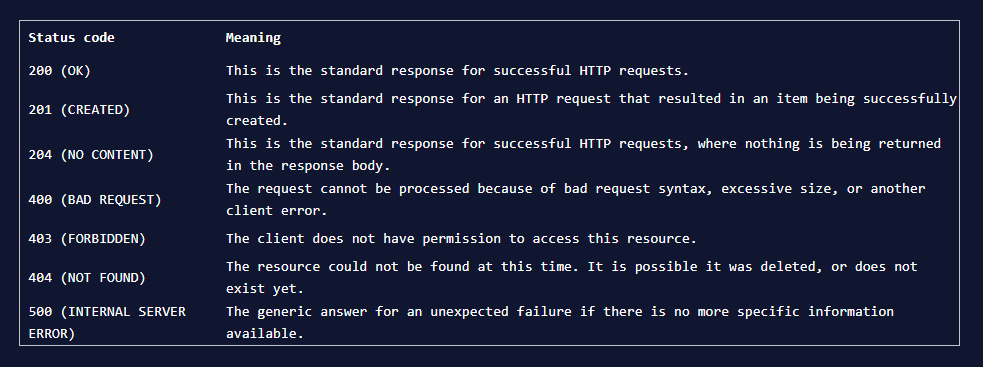 Status code Meaning
200 (OK) This is the standard response for successful HTTP requests.
201 (CREATED) This is the standard response for an HTTP request that resulted in an item being successfully
created.
204 (NO CONTENT) This is the standard response for successful HTTP requests, where nothing is being returned
in the response body.
400 (BAD REQUEST) The request cannot be processed because of bad request syntax, excessive size, or another
client error.
403 (FORBIDDEN) The client does not have permission to access this resource.
404 (NOT FOUND) The resource could not be found at this time. It is possible it was deleted, or does not
exist yet.
500 (INTERNAL SERVER The generic answer for an unexpected failure if there is no more specific information
ERROR) available.